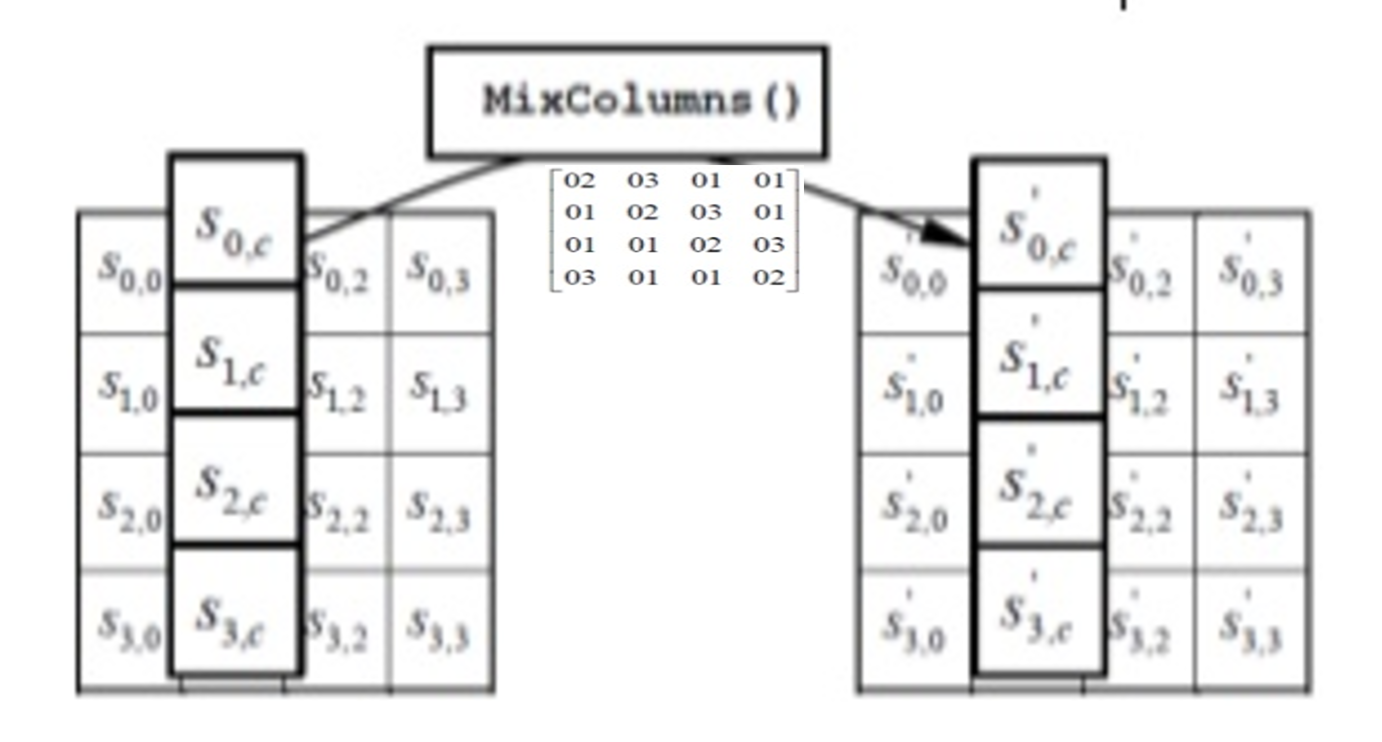 MixColumns()
02 03 01 01
01 02 03 01
01 01 02 03
03 01 01 02
S0,0 S0,c S0,2 S0,3
S1,0 S1,c S1,2 S1,3
S2,0 S2,c S2,2 S2,3
S3,0 S3,c S3,2 S3,3
S'0,0 S'0,c S'0,2 S'0,3
S'1,0 S'1,c S'1,2 S'1,3
S'2,0 S'2,c S'2,2 S'2,3
S'3,0 S'3,c S'3,2 S'3,3